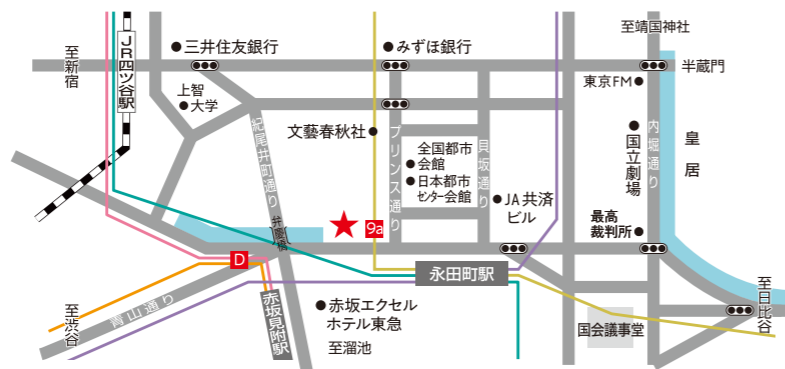 至靖国神社
三井住友銀行
みずほ銀行
至新宿
JR四ツ谷駅
半蔵門
東京FM
上智
大学
紀尾井町通り
文藝春秋社
プリンス通り
全国都市
会館
日本都市
センター会館
貝坂通り
国立劇場
内堀通り
皇居
JA共済
ビル
最高
裁判所
弁慶橋
9a
D
永田町駅
至日比谷
至渋谷
青山通り
赤坂見附駅
赤坂エクセル
ホテル東急
至溜池
国会議事堂